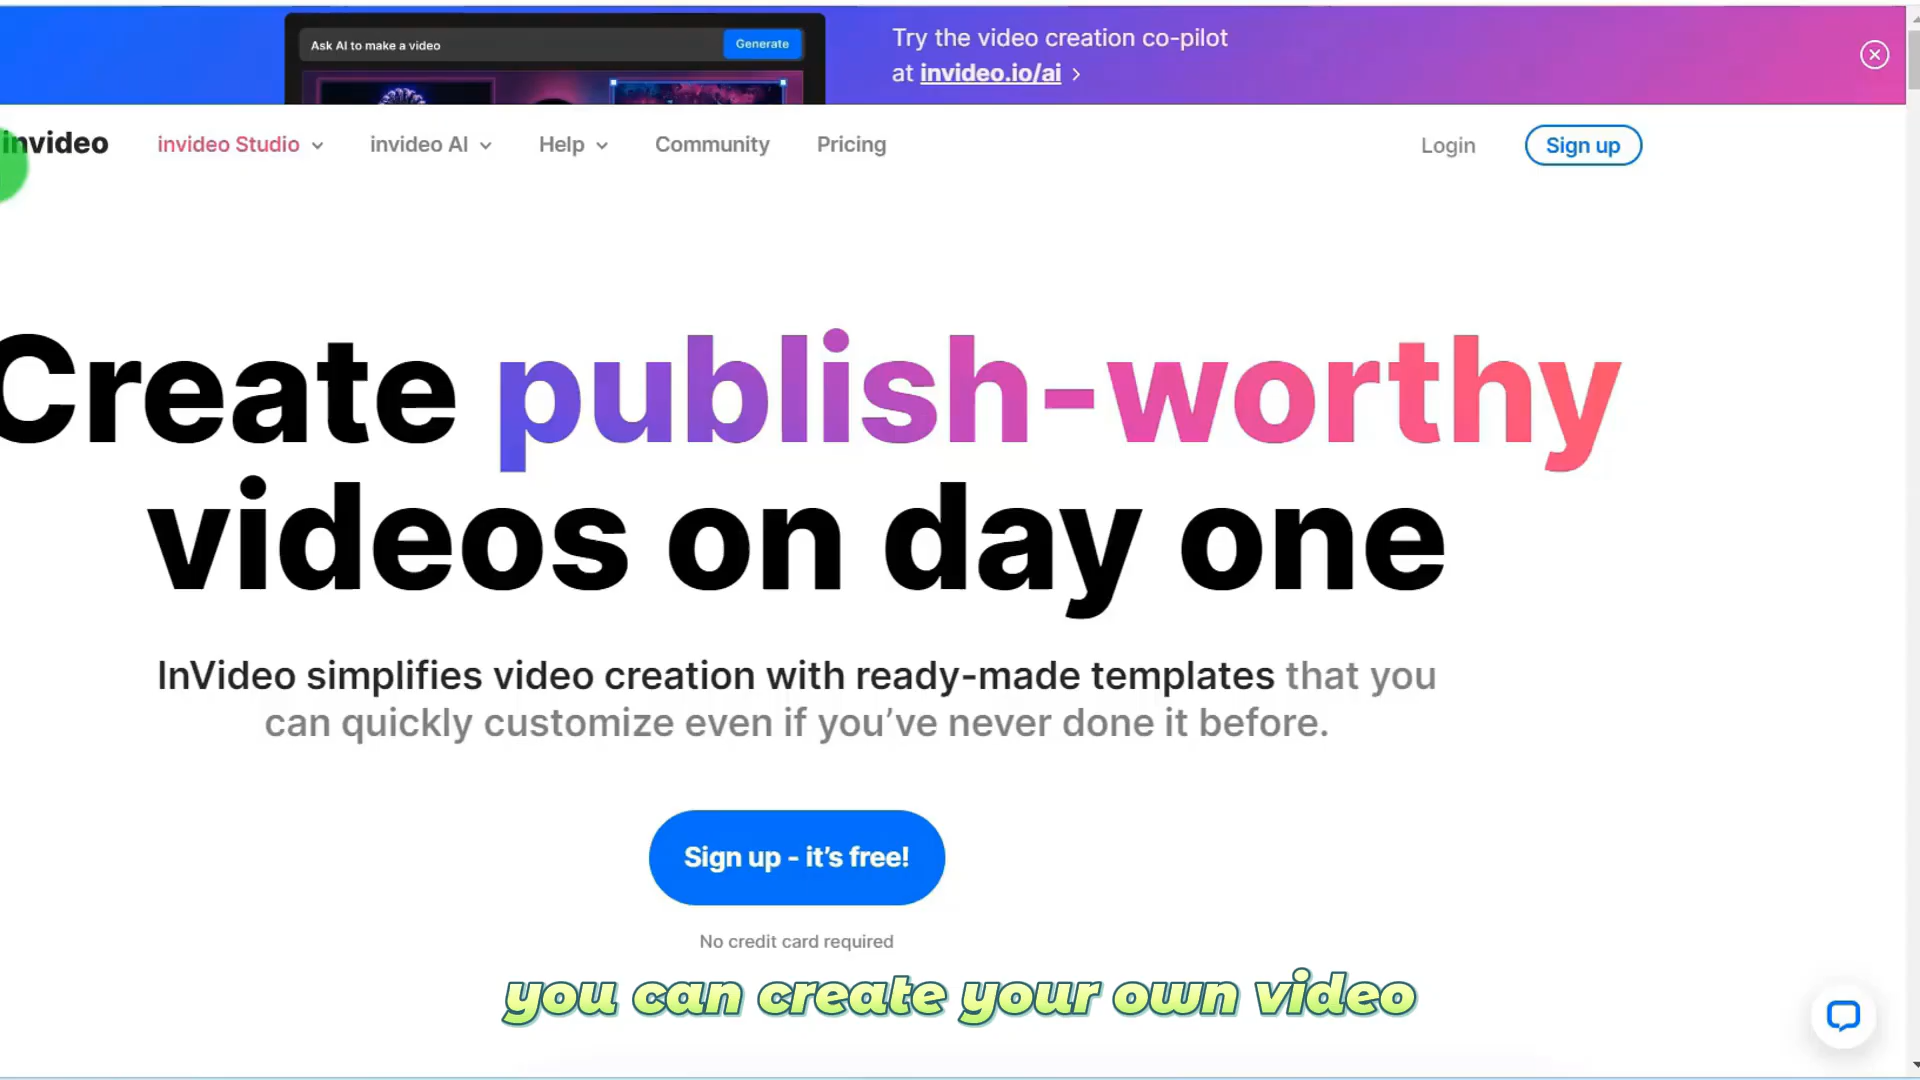 Ask AI to make a video
Generate
Try the video creation co-pilot
at invideo.io/ai
invideo
invideo Studio
invideo AI
Help
Community
Pricing
Login
Sign up
Create publish-worthy
videos on day one
InVideo simplifies video creation with ready-made templates that you
can quickly customize even if you’ve never done it before.
Sign up - it’s free!
No credit card required
you can create your own video